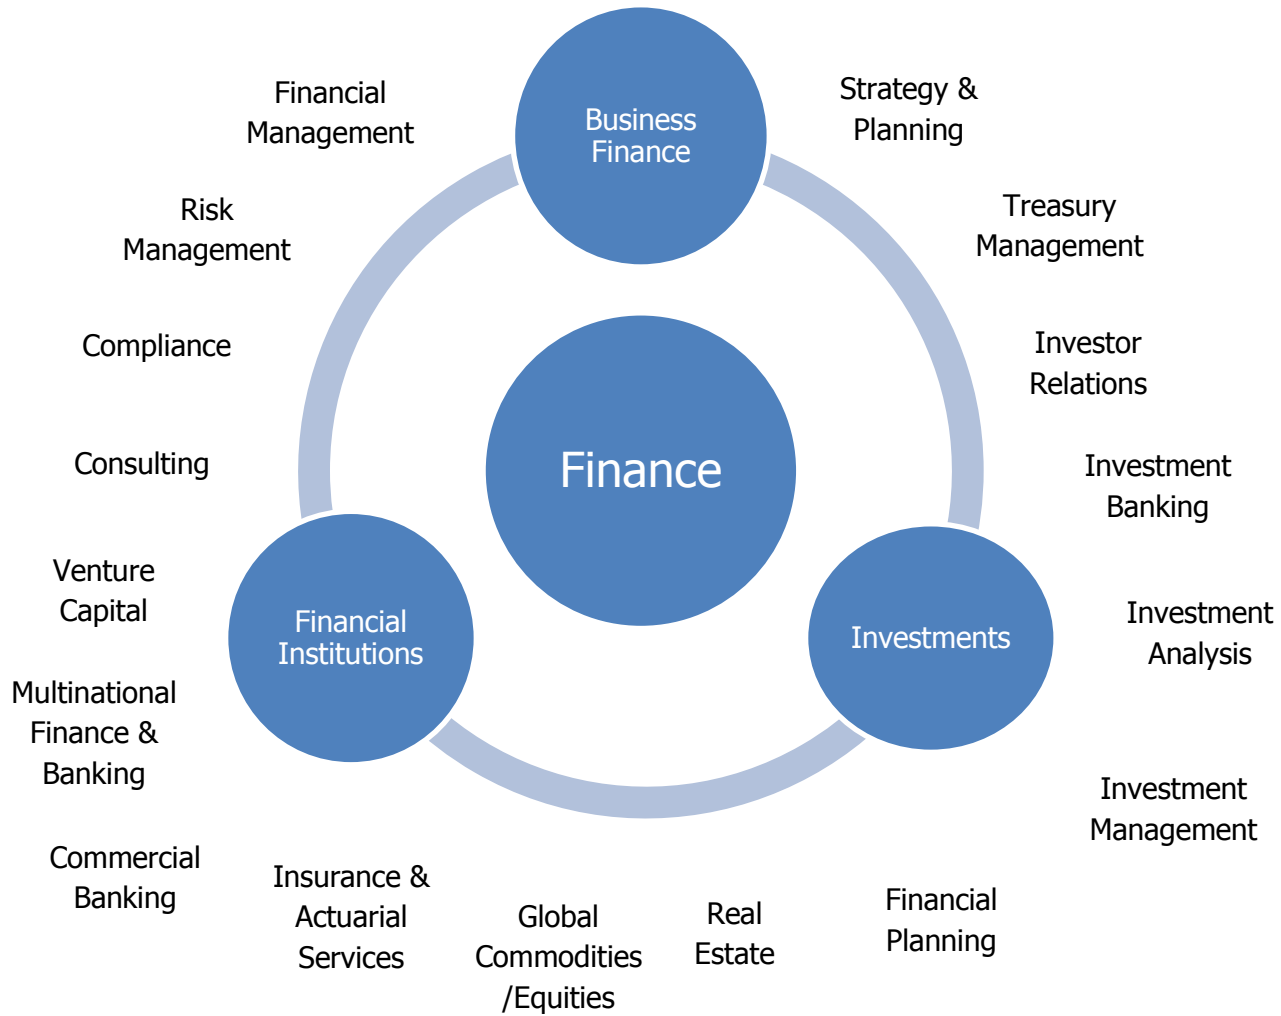 Business
Finance
Strategy &
Planning
Treasury
Management
Investor
Relations
Investment
Banking
Investment
Analysis
Investment
Management
Financial
Planning
Real
Estate
Global
Commodities
/Equities
Insurance &
Actuarial
Services
Commercial
Banking
Multinational
Finance &
Banking
Venture
Capital
Consulting
Compliance
Risk
Management
Financial
Management
Finance
Financial
Institutions
Investments